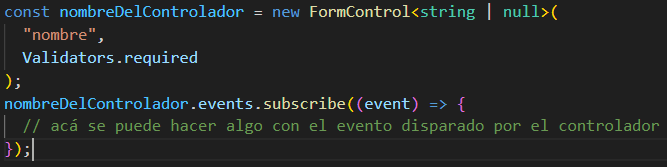 const nombreDelControlador = new FormControl<string | null>(
  "nombre",
  Validators.required
);
nombreDelControlador.events.subscribe((event) => {
  // acá se puede hacer algo con el evento disparado por el controlador
});